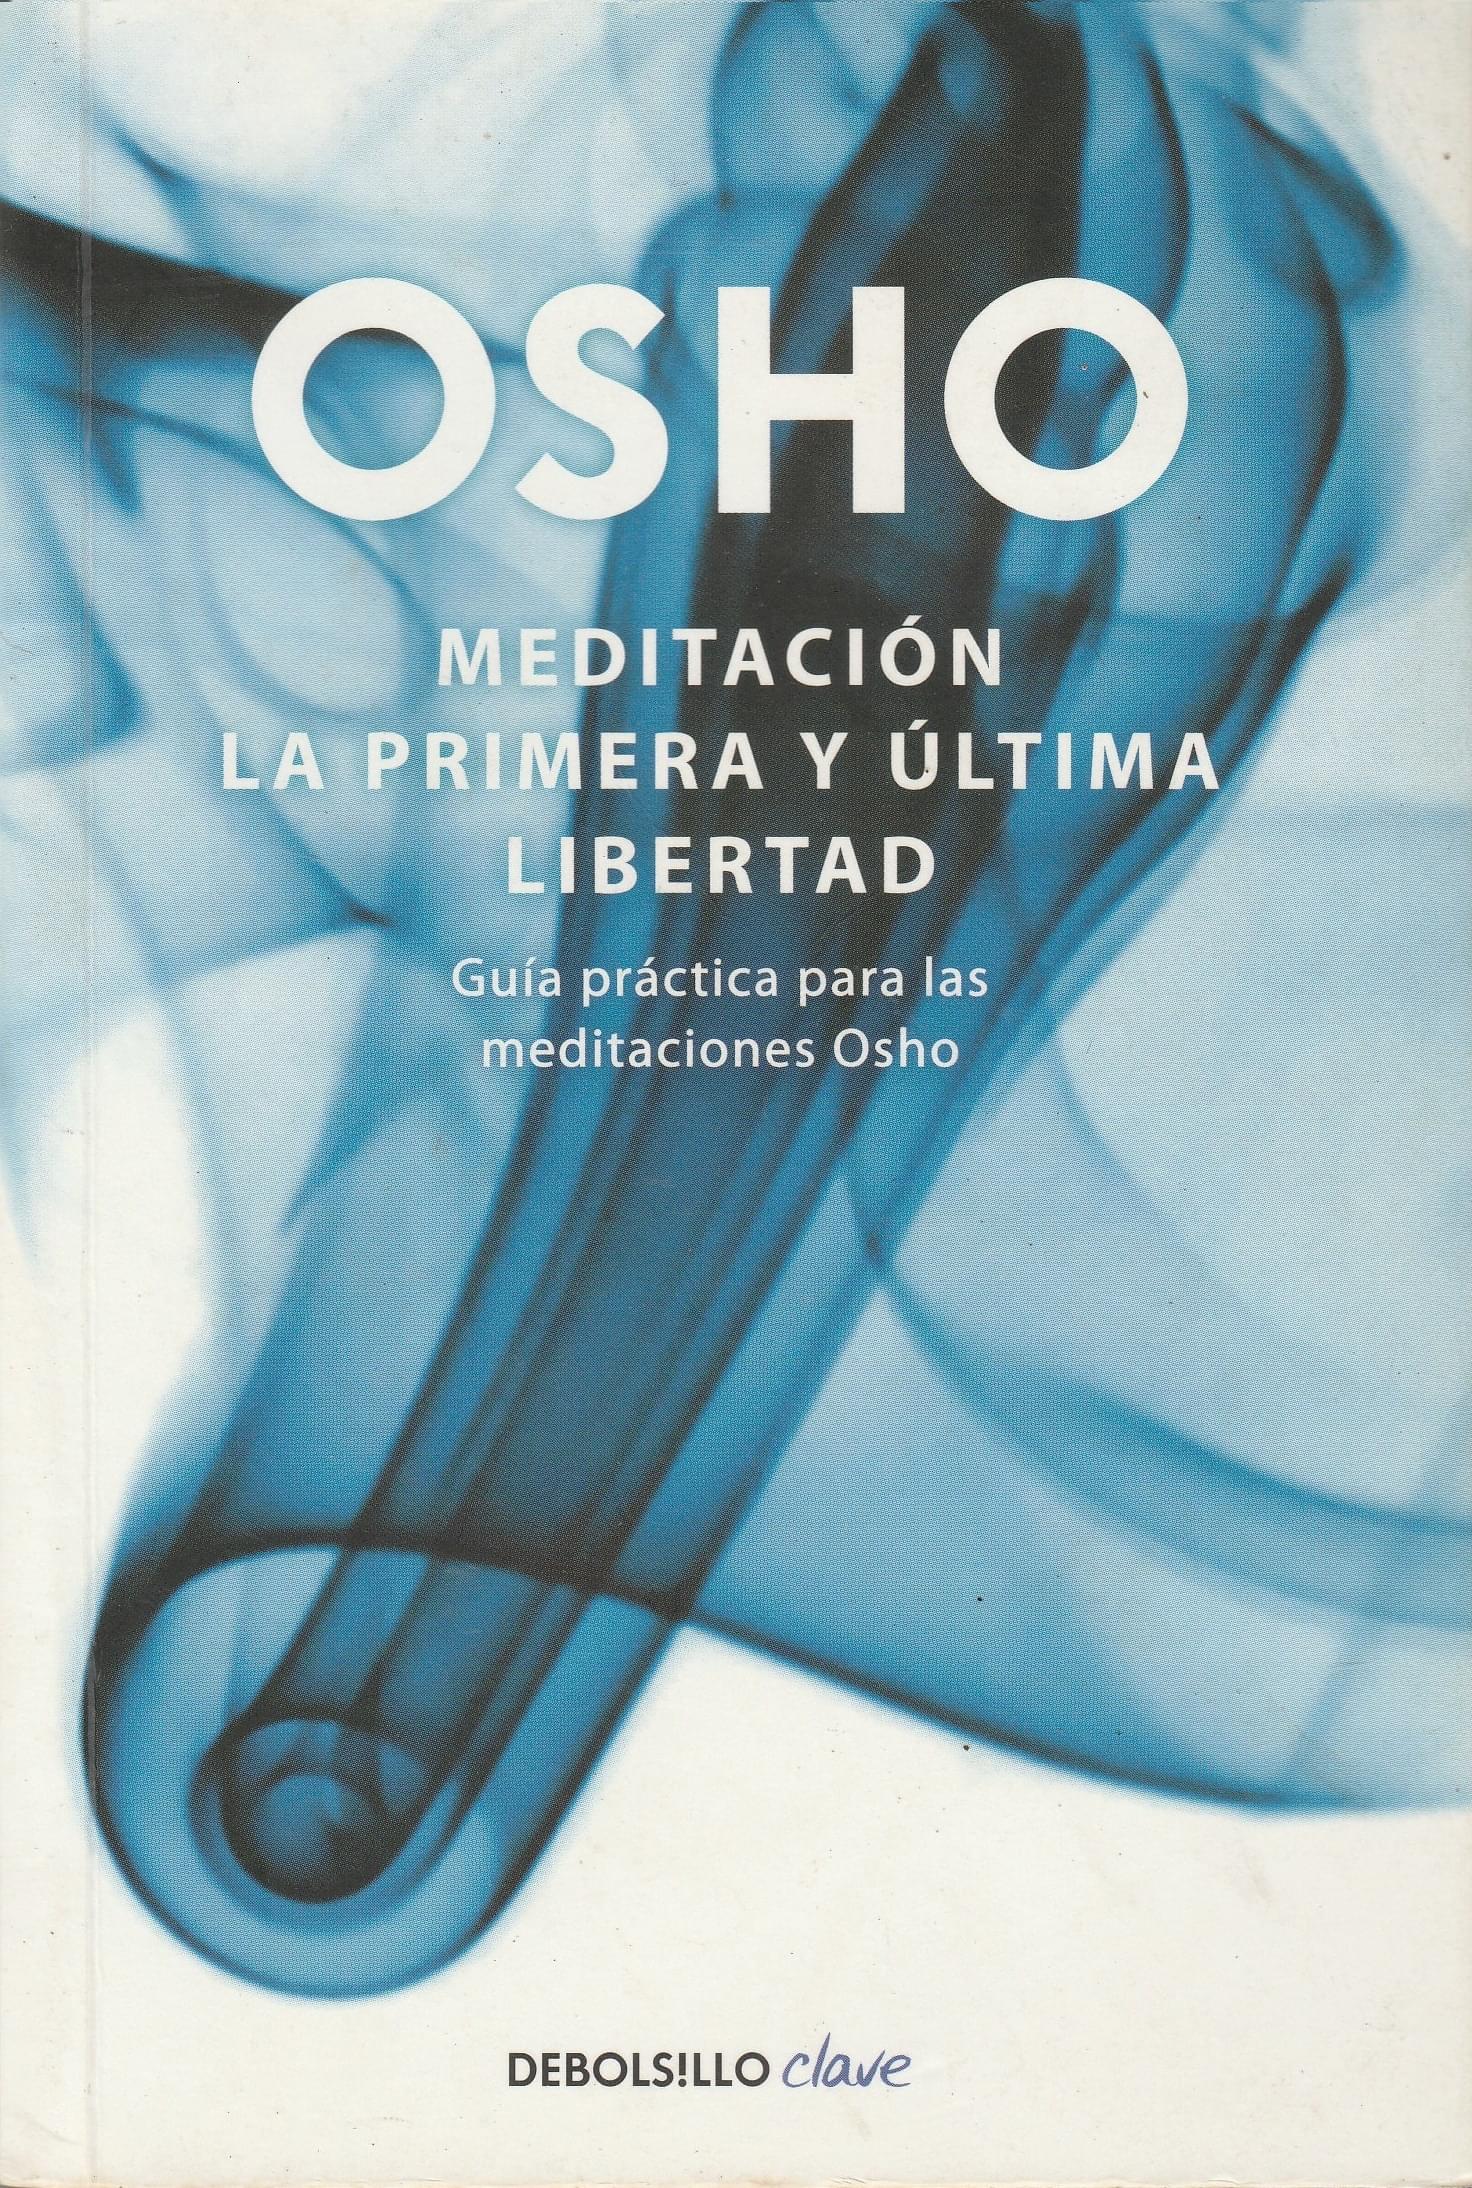 OSHO
MEDITACIÓN
LA PRIMERA Y ÚLTIMA
LIBERTAD
Guía práctica para las
meditaciones Osho
DEBOLS!LLO clave